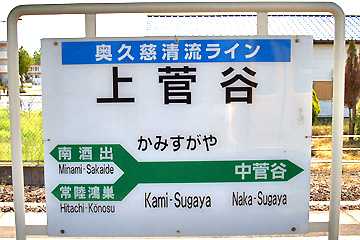 奥久慈清流ライン
上菅谷
かみすがや
南酒出
Minami-Sakaide
中菅谷
常陸鴻巣
Hitachi-Kōnosu
Kami-Sugaya
Naka-Sugaya